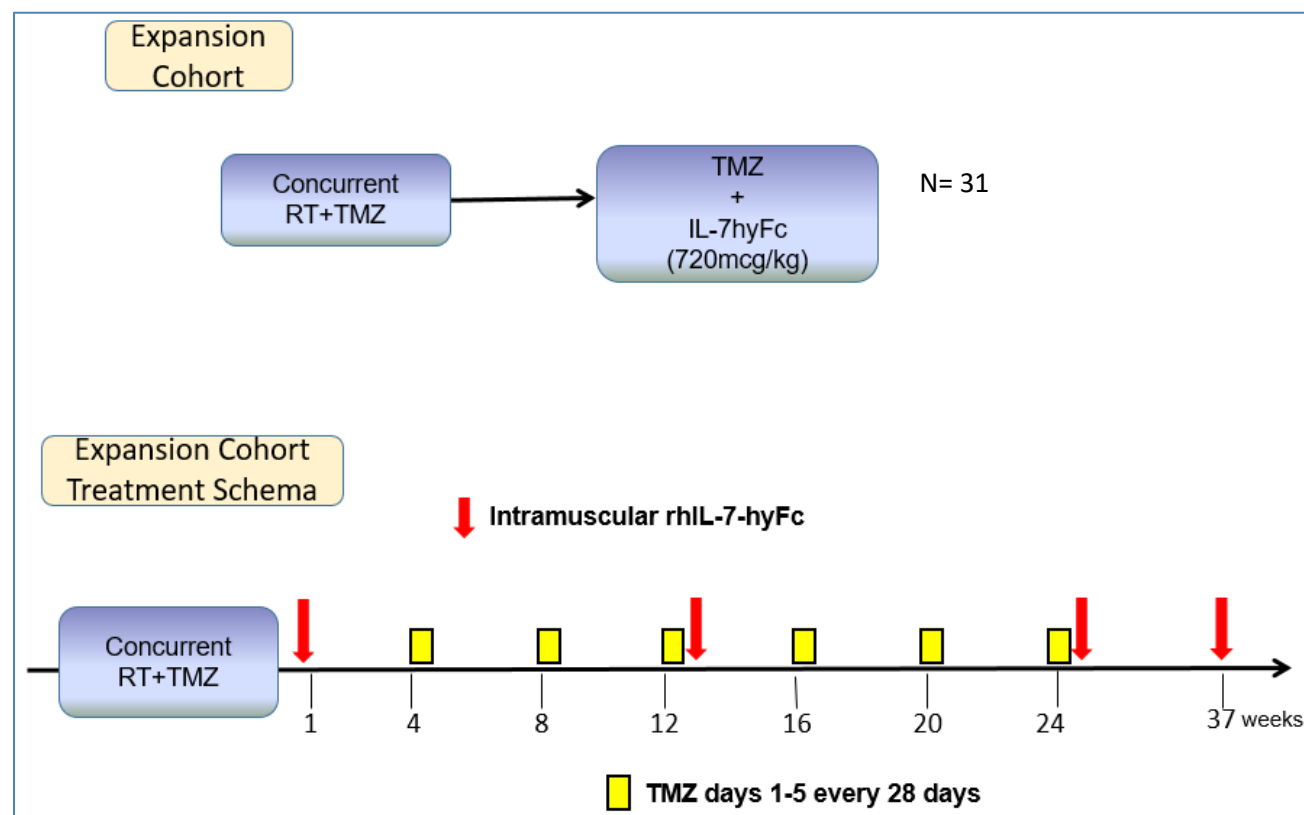 Expansion
Cohort
Concurrent
RT+TMZ
TMZ
+
IL-7hyFc
(720mcg/kg)
N= 31
Expansion Cohort
Treatment Schema
Intramuscular rhIL-7-hyFc
Concurrent
RT+TMZ
1 4 8 12 16 20 24 37 weeks
TMZ days 1-5 every 28 days